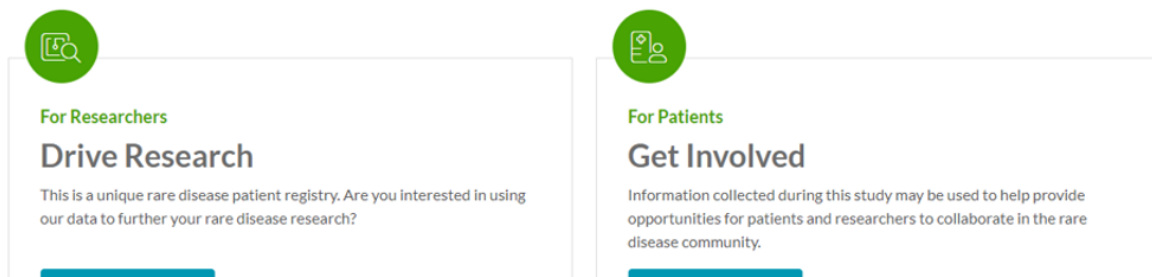 For Researchers
Drive Research
This is a unique rare disease patient registry. Are you interested in using
our data to further your rare disease research?
For Patients
Get Involved
Information collected during this study may be used to help provide
opportunities for patients and researchers to collaborate in the rare
disease community.